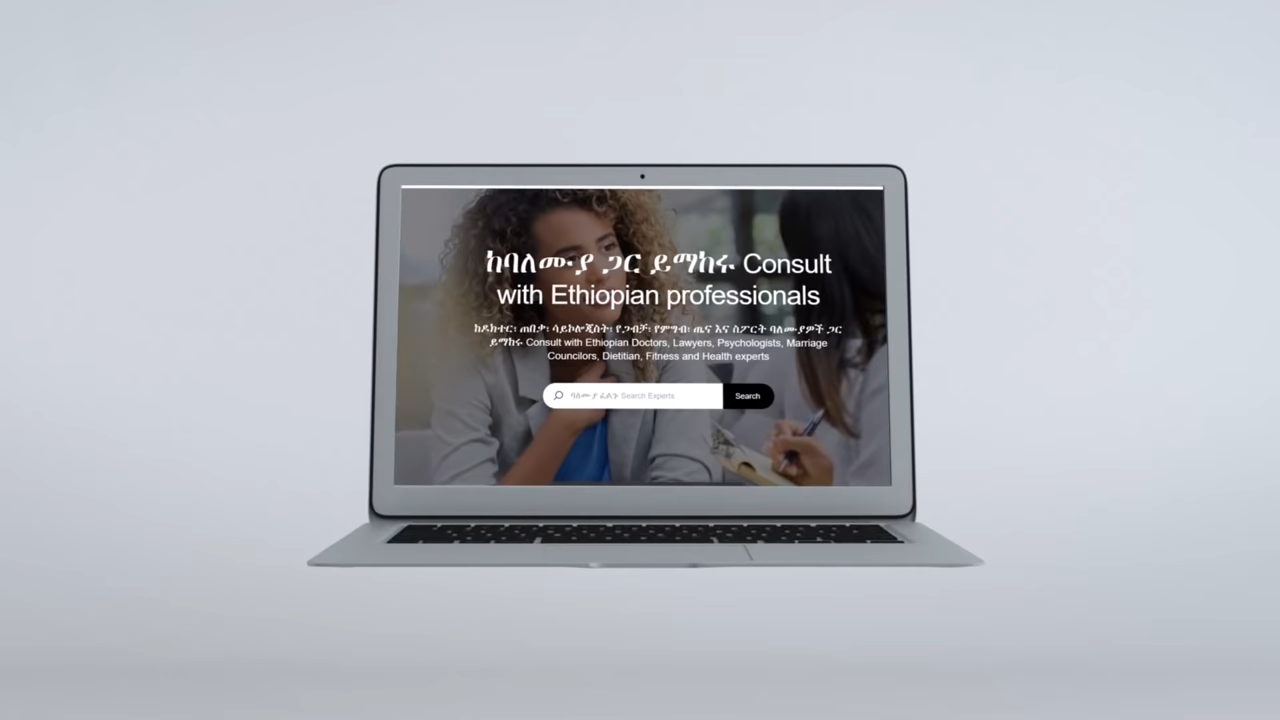 ከባለሙያ ጋር ይማከሩ Consult
with Ethiopian professionals
ከዶክተር፣ ጠበቃ፣ ሳይኮሎጂስት፣ የጋብቻ፣ የምግብ፣ ጤና እና ስፖርት ባለሙያዎች ጋር
ይማከሩ Consult with Ethiopian Doctors, Lawyers, Psychologists, Marriage
Councilors, Dietitian, Fitness and Health experts
ባለሙያ ፈልጉ Search Experts Search